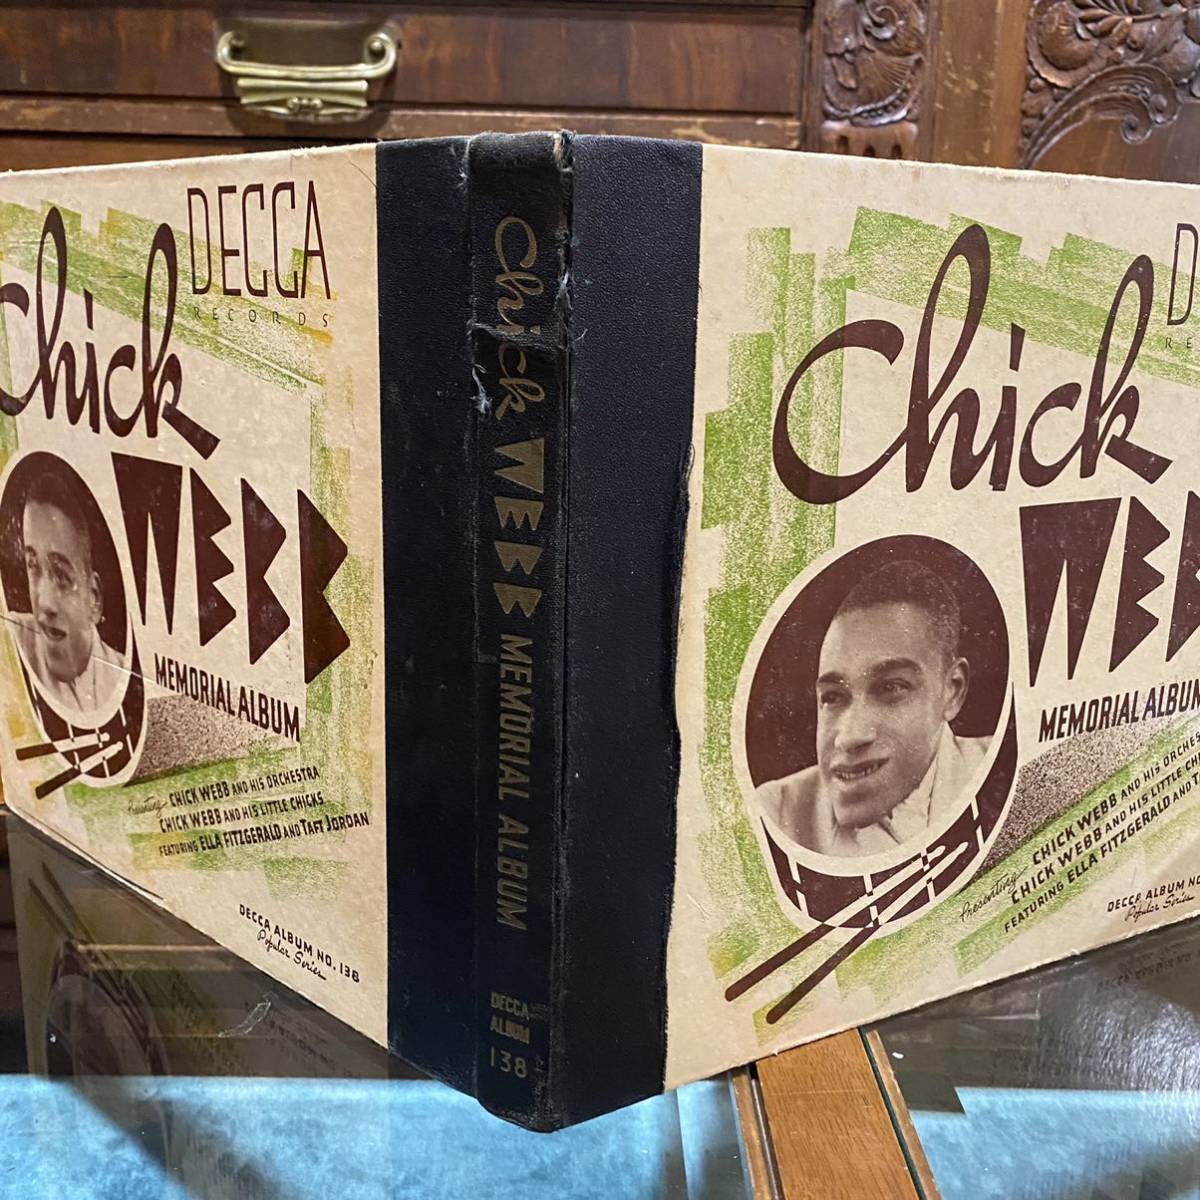 DECCA
RECORDS
Chick
WEBB
MEMORIAL ALBUM
Presenting CHICK WEBB AND HIS ORCHESTRA
CHICK WEBB AND HIS LITTLE CHICKS
FEATURING ELLA FITZGERALD AND TAFT JORDAN
DECCA ALBUM NO. 138
Popular Series
Chick WEBB MEMORIAL ALBUM
DECCA
ALBUM
138
D
RE
Chick
WEB
MEMORIAL ALBUM
Presenting CHICK WEBB AND HIS ORCHES
CHICK WEBB AND HIS LITTLE CHI
FEATURING ELLA FITZGERALD AND T
DECCA ALBUM NO
Popular Series